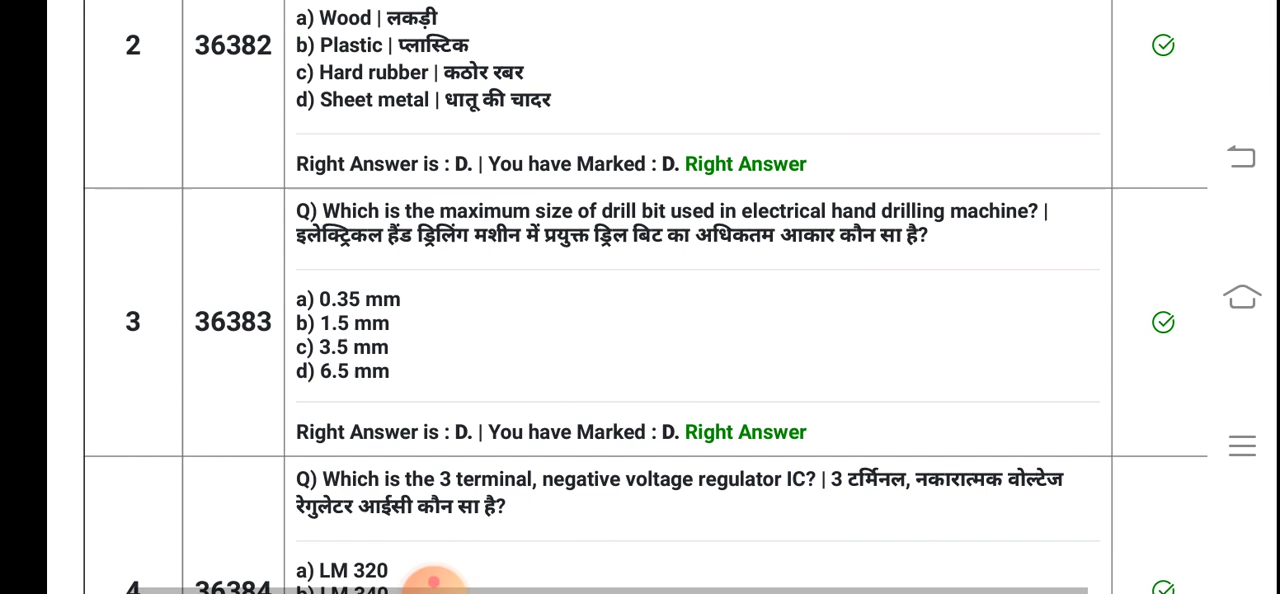 2
36382
a) Wood | लकड़ी
b) Plastic | प्लास्टिक
c) Hard rubber | कठोर रबर
d) Sheet metal | धातू की चादर
Right Answer is : D. | You have Marked : D. Right Answer
3
36383
Q) Which is the maximum size of drill bit used in electrical hand drilling machine? |
इलेक्ट्रिकल हैंड ड्रिलिंग मशीन में प्रयुक्त ड्रिल बिट का अधिकतम आकार कौन सा है?
a) 0.35 mm
b) 1.5 mm
c) 3.5 mm
d) 6.5 mm
Right Answer is : D. | You have Marked : D. Right Answer
4
36384
Q) Which is the 3 terminal, negative voltage regulator IC? | 3 टर्मिनल, नकारात्मक वोल्टेज
रेगुलेटर आईसी कौन सा है?
a) LM 320
b) LM 340